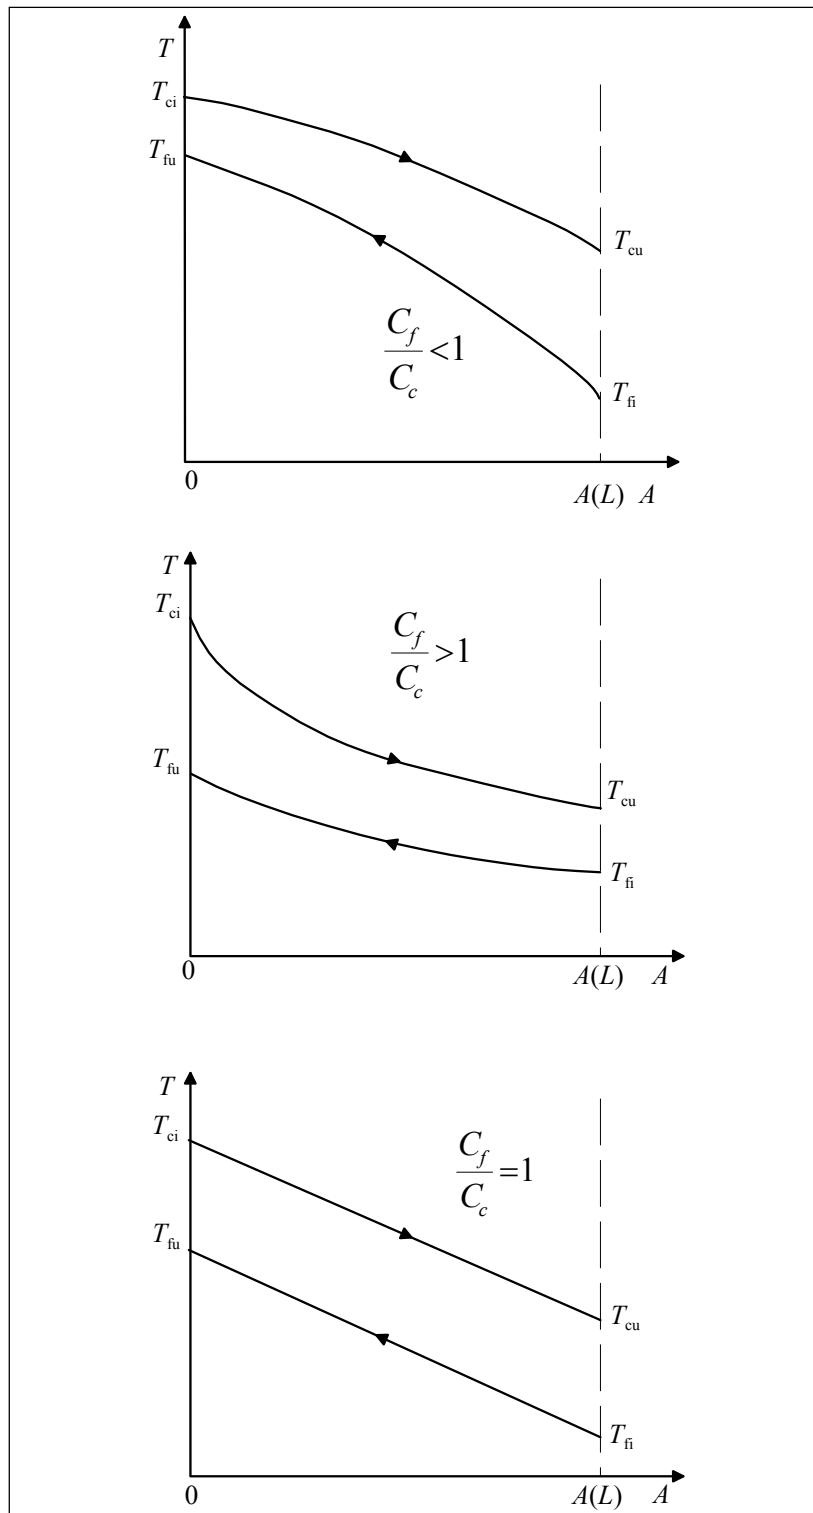 T
T_ci
T_fu
T_cu
C_f/C_c <1
T_fi
0
A(L) A
T
T_ci
C_f/C_c >1
T_fu
T_cu
T_fi
0
A(L) A
T
T_ci
C_f/C_c =1
T_fu
T_cu
T_fi
0
A(L) A